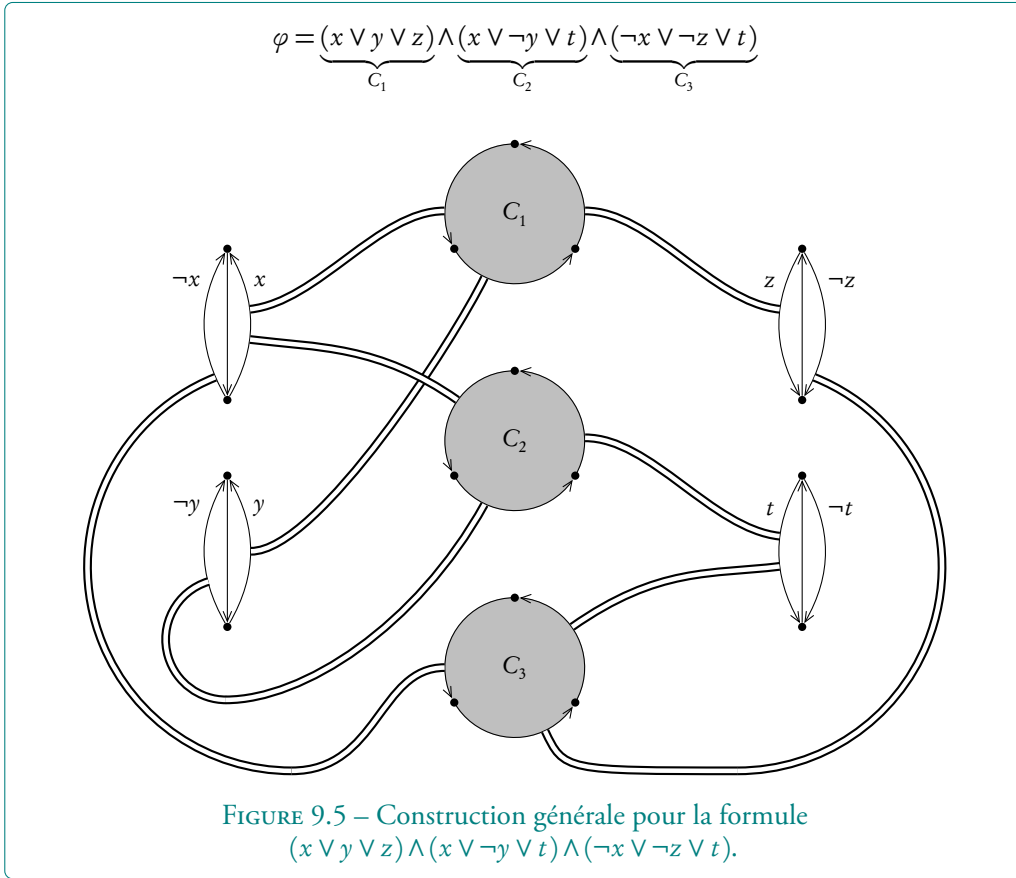 φ = (x ∨ y ∨ z) ∧ (x ∨ ¬y ∨ t) ∧ (¬x ∨ ¬z ∨ t)
C₁ C₂ C₃
C₁
¬x x z ¬z
C₂
¬y y t ¬t
C₃
FIGURE 9.5 – Construction générale pour la formule
(x ∨ y ∨ z) ∧ (x ∨ ¬y ∨ t) ∧ (¬x ∨ ¬z ∨ t).